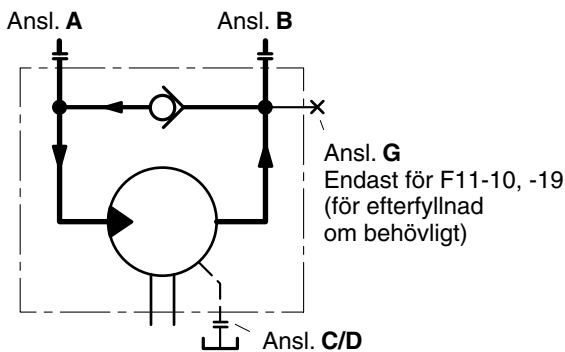 Ansl. A
Ansl. B
Ansl. G
Endast för F11-10, -19
(för efterfyllnad
om behövligt)
Ansl. C/D